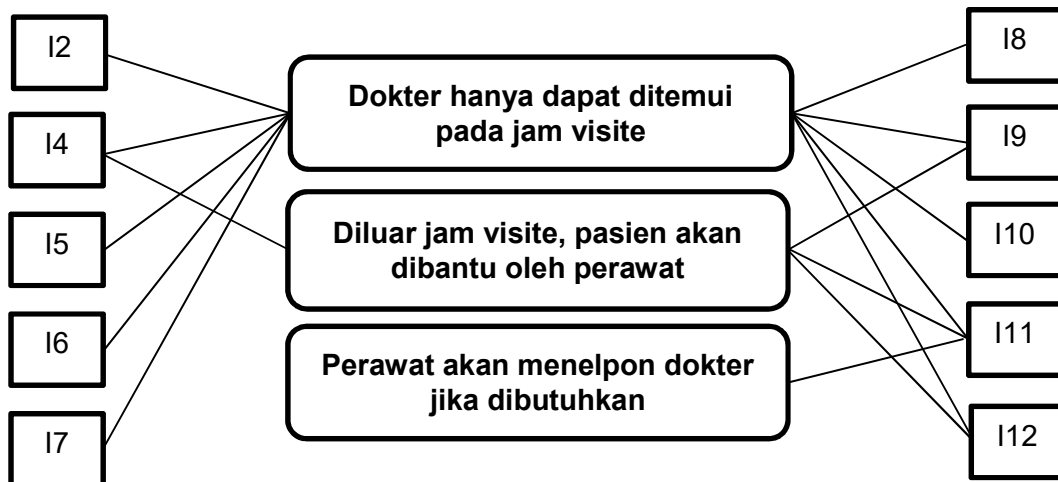 I2
I4
I5
I6
I7
Dokter hanya dapat ditemui
pada jam visite
Diluar jam visite, pasien akan
dibantu oleh perawat
Perawat akan menelpon dokter
jika dibutuhkan
I8
I9
I10
I11
I12